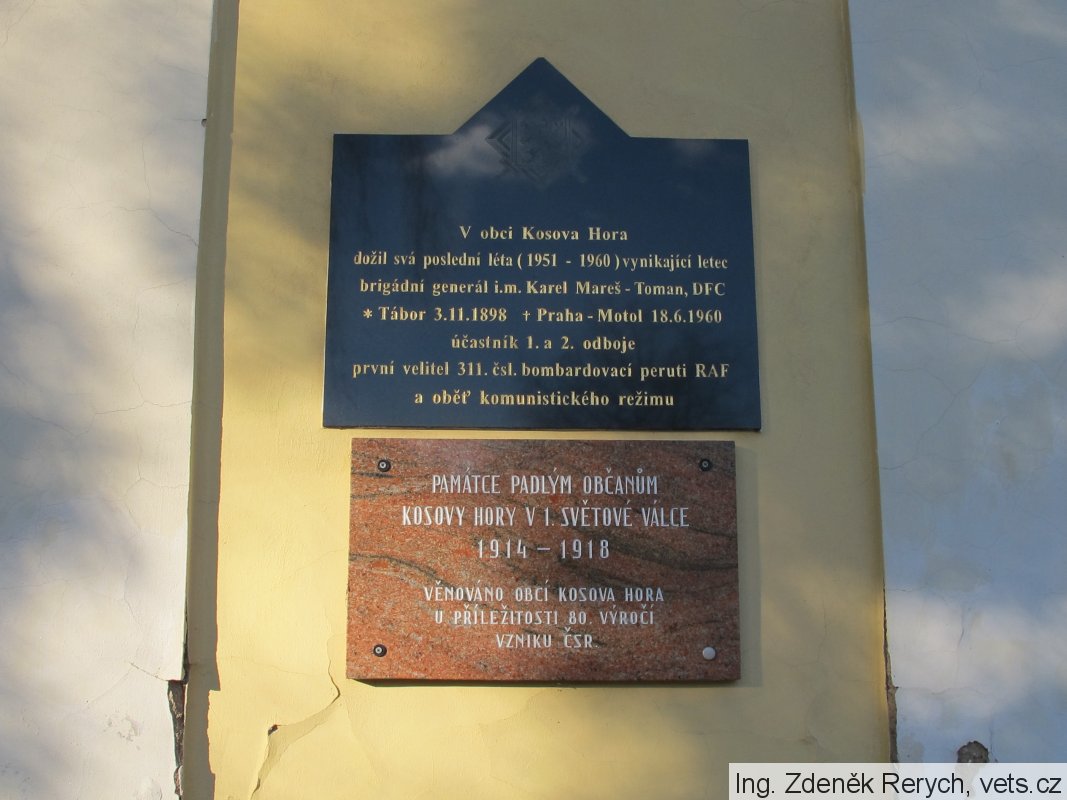 V obci Kosova Hora
dožil svá poslední léta ( 1951 - 1960 ) vynikající letec
brigádní generál i.m. Karel Mareš - Toman, DFC
* Tábor 3.11.1898 † Praha - Motol 18.6.1960
účastník 1. a 2. odboje
první velitel 311. čsl. bombardovací peruti RAF
a oběť komunistického režimu
PAMÁTCE PADLÝM OBČANŮM
KOSOVY HORY V 1. SVĚTOVÉ VÁLCE
1914 - 1918
VĚNOVÁNO OBCÍ KOSOVA HORA
U PŘÍLEŽITOSTI 80. VÝROČÍ
VZNIKU ČSR.
Ing. Zdeněk Rerych, vets.cz